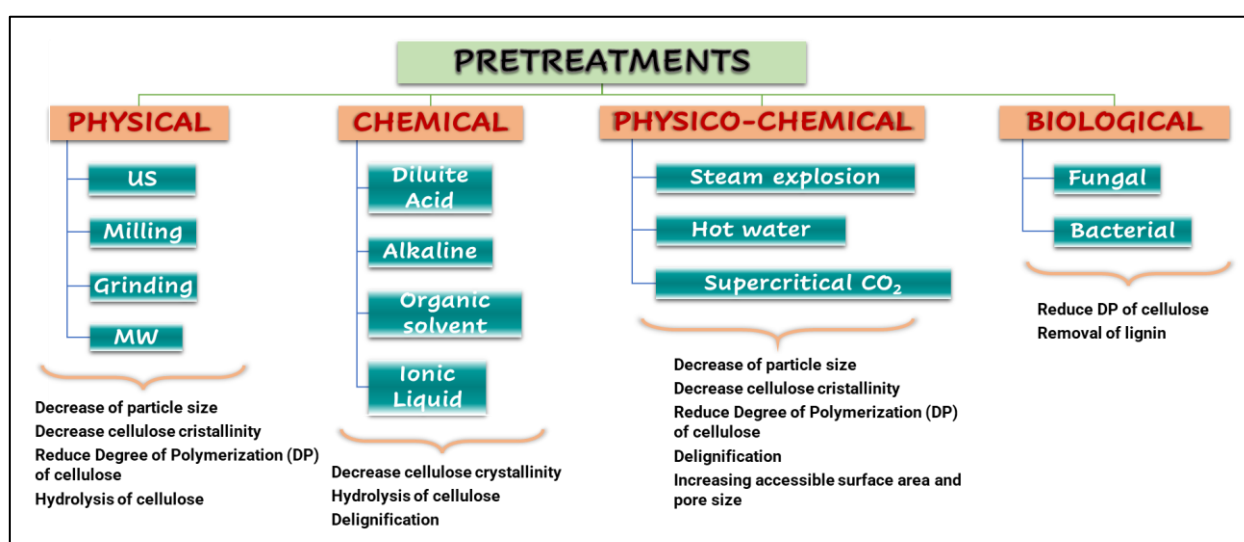 PRETREATMENTS
PHYSICAL
US
Milling
Grinding
MW
Decrease of particle size
Decrease cellulose cristallinity
Reduce Degree of Polymerization (DP)
of cellulose
Hydrolysis of cellulose
CHEMICAL
Diluite
Acid
Alkaline
Organic
solvent
Ionic
Liquid
Decrease cellulose crystallinity
Hydrolysis of cellulose
Delignification
PHYSICO-CHEMICAL
Steam explosion
Hot water
Supercritical CO₂
Decrease of particle size
Decrease cellulose cristallinity
Reduce Degree of Polymerization (DP)
of cellulose
Delignification
Increasing accessible surface area and
pore size
BIOLOGICAL
Fungal
Bacterial
Reduce DP of cellulose
Removal of lignin